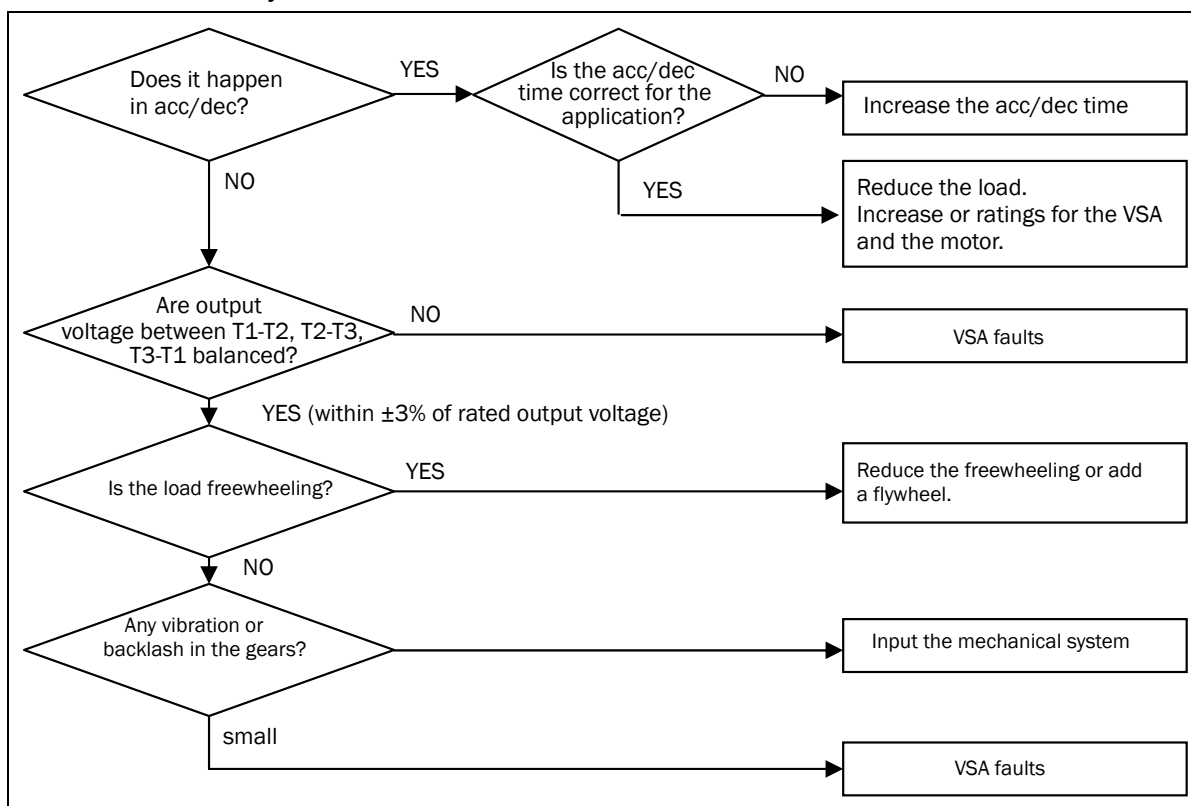 Does it happen
in acc/dec?
YES
Is the acc/dec
time correct for the
application?
NO
Increase the acc/dec time
NO
YES
Reduce the load.
Increase or ratings for the VSA
and the motor.
Are output
voltage between T1-T2, T2-T3,
T3-T1 balanced?
NO
VSA faults
YES (within ±3% of rated output voltage)
Is the load freewheeling?
YES
Reduce the freewheeling or add
a flywheel.
NO
Any vibration or
backlash in the gears?
Input the mechanical system
small
VSA faults